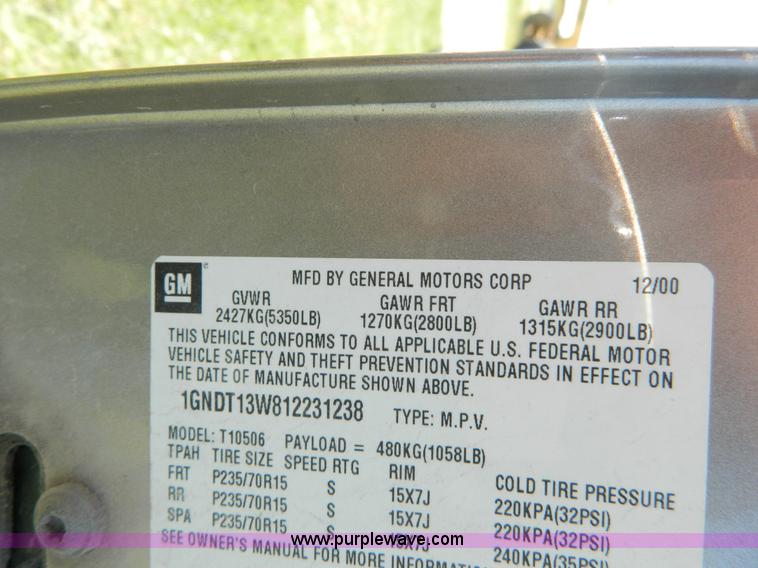 GM
MFD BY GENERAL MOTORS CORP 12/00
GVWR GAWR FRT GAWR RR
2427KG(5350LB) 1270KG(2800LB) 1315KG(2900LB)
THIS VEHICLE CONFORMS TO ALL APPLICABLE U.S. FEDERAL MOTOR
VEHICLE SAFETY AND THEFT PREVENTION STANDARDS IN EFFECT ON
THE DATE OF MANUFACTURE SHOWN ABOVE.
1GNDT13W812231238 TYPE: M.P.V.
MODEL: T10506 PAYLOAD = 480KG(1058LB)
TPAH TIRE SIZE SPEED RTG RIM COLD TIRE PRESSURE
FRT P235/70R15 S 15X7J 220KPA(32PSI)
RR P235/70R15 S 15X7J 220KPA(32PSI)
SPA P235/70R15 S 15X7J 240KPA(35PSI)
SEE OWNER'S MANUAL FOR MORE INFORMATION
www.purplewave.com